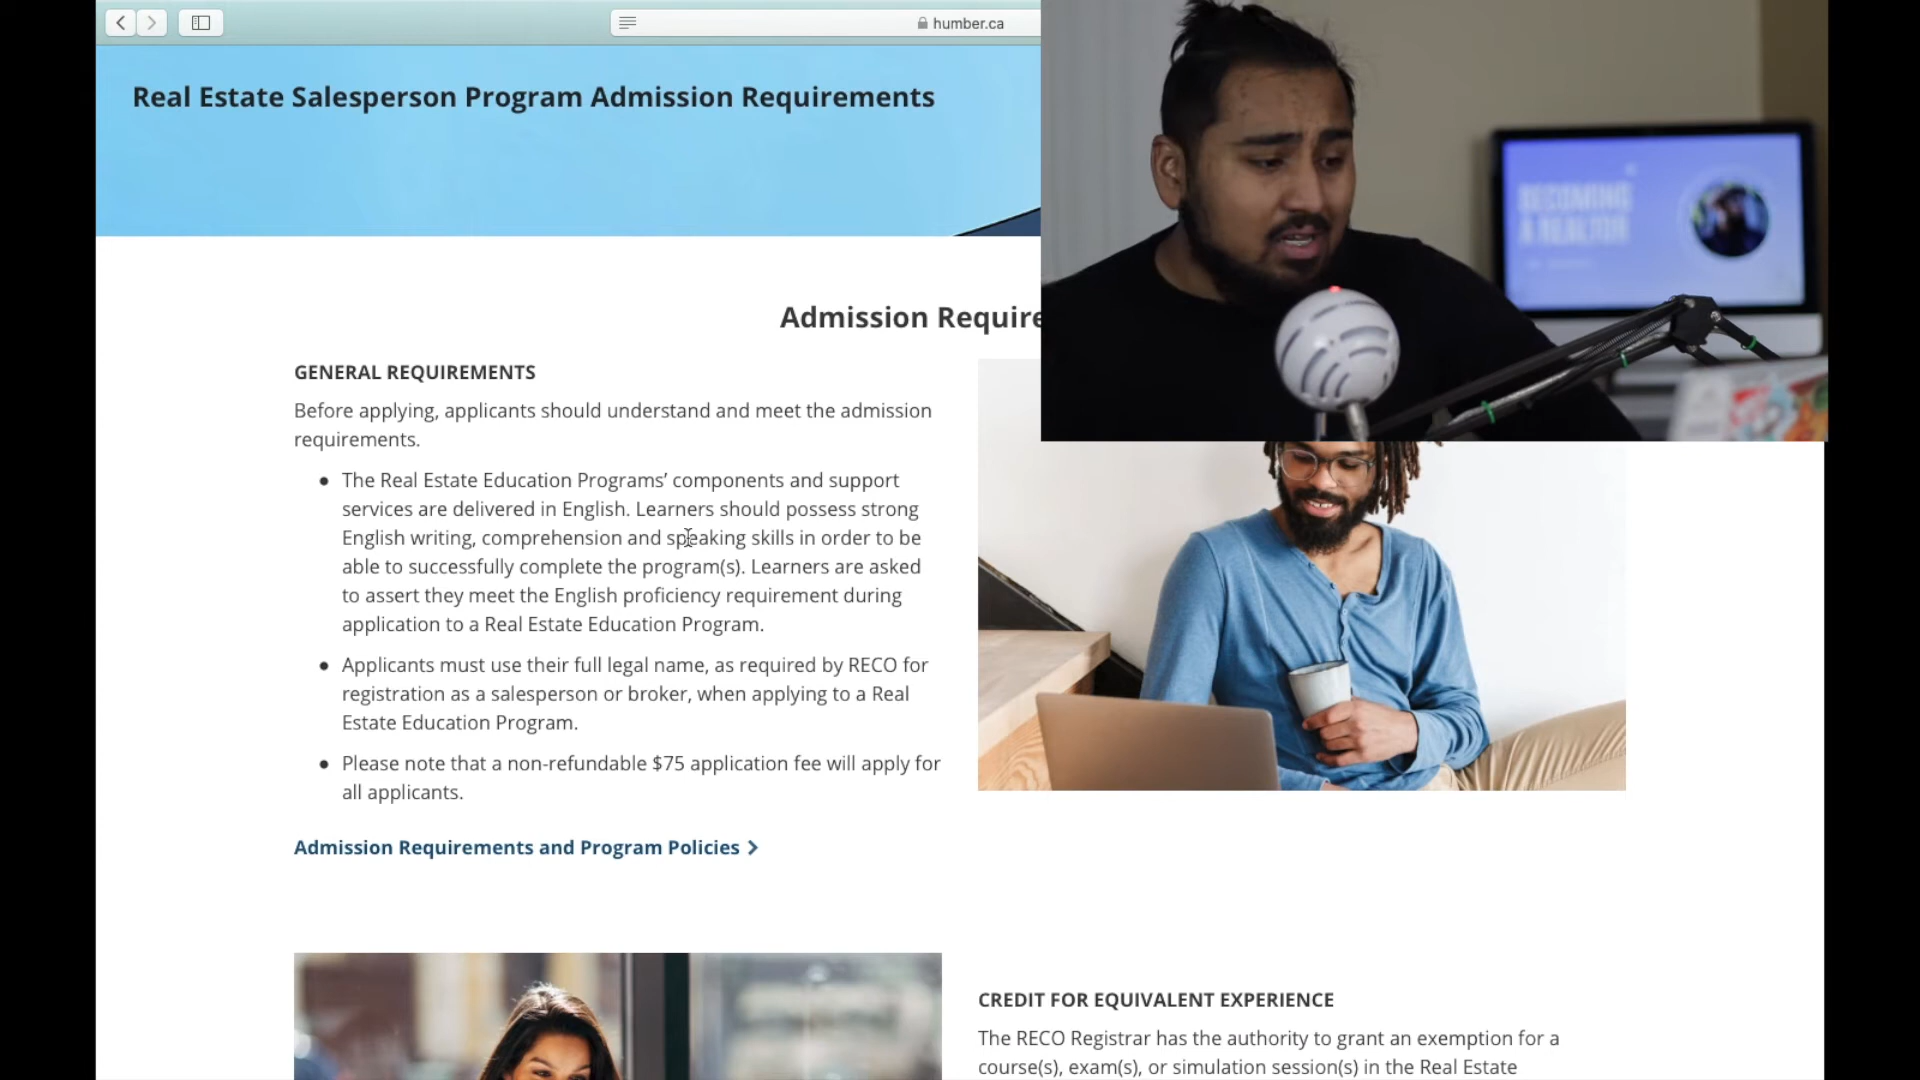 humber.ca
Real Estate Salesperson Program Admission Requirements
BECOMING
A REALTOR
Admission Require
GENERAL REQUIREMENTS
Before applying, applicants should understand and meet the admission
requirements.
● The Real Estate Education Programs’ components and support
services are delivered in English. Learners should possess strong
English writing, comprehension and speaking skills in order to be
able to successfully complete the program(s). Learners are asked
to assert they meet the English proficiency requirement during
application to a Real Estate Education Program.
● Applicants must use their full legal name, as required by RECO for
registration as a salesperson or broker, when applying to a Real
Estate Education Program.
● Please note that a non-refundable $75 application fee will apply for
all applicants.
Admission Requirements and Program Policies >
CREDIT FOR EQUIVALENT EXPERIENCE
The RECO Registrar has the authority to grant an exemption for a
course(s), exam(s), or simulation session(s) in the Real Estate